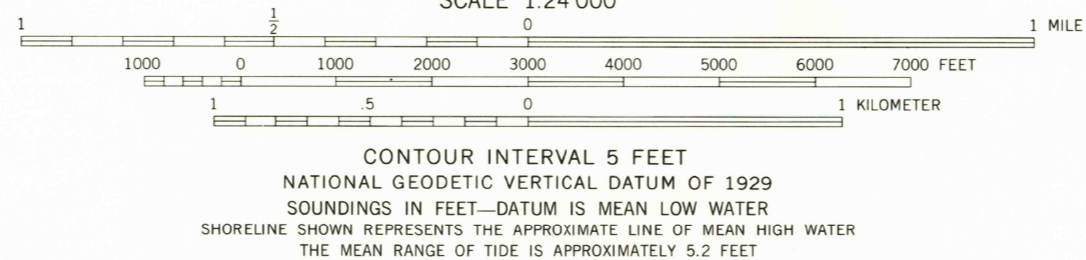 SCALE 1:24 000
1 1/2 0 1 MILE
1000 0 1000 2000 3000 4000 5000 6000 7000 FEET
1 .5 0 1 KILOMETER
CONTOUR INTERVAL 5 FEET
NATIONAL GEODETIC VERTICAL DATUM OF 1929
SOUNDINGS IN FEET—DATUM IS MEAN LOW WATER
SHORELINE SHOWN REPRESENTS THE APPROXIMATE LINE OF MEAN HIGH WATER
THE MEAN RANGE OF TIDE IS APPROXIMATELY 5.2 FEET